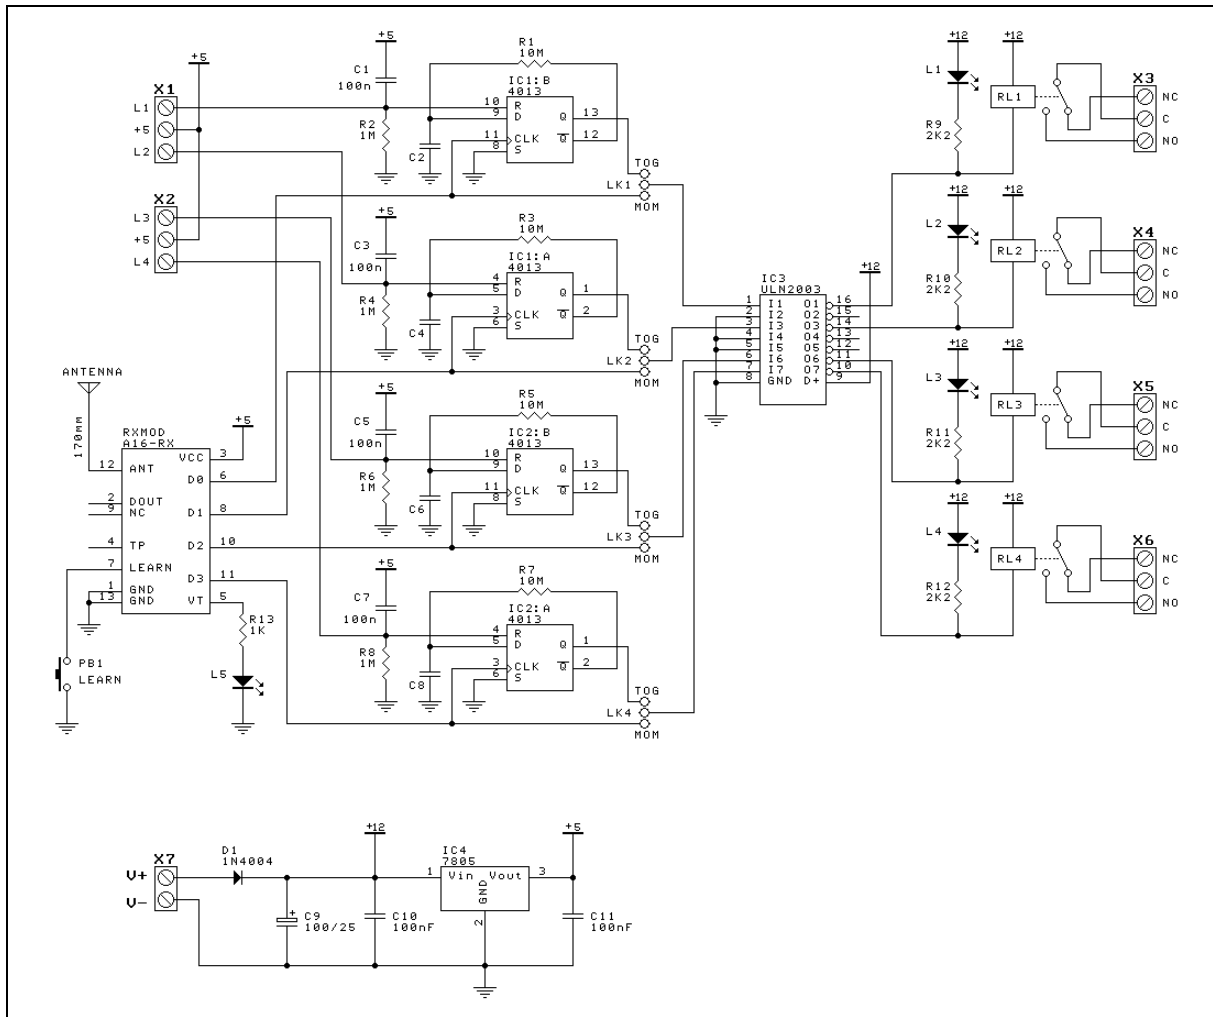 +5
X1
L1
+5
L2
X2
L3
+5
L4
+5
C1
100n
R2
1M
R1
10M
C2
IC1:B
4013
10 R
9 D
11 CLK
8 S
Q 13
Q 12
TOG
LK1
MOM
+5
C3
100n
R4
1M
R3
10M
C4
IC1:A
4013
4 R
5 D
3 CLK
6 S
Q 1
Q 2
TOG
LK2
MOM
+5
C5
100n
R6
1M
R5
10M
C6
IC2:B
4013
10 R
9 D
11 CLK
8 S
Q 13
Q 12
TOG
LK3
MOM
+5
C7
100n
R8
1M
R7
10M
C8
IC2:A
4013
4 R
5 D
3 CLK
6 S
Q 1
Q 2
TOG
LK4
MOM
ANTENNA
170mm
RXMOD
A16-RX
+5
VCC 3
12 ANT
D0 6
2 DOUT
9 NC
D1 8
4 TP
D2 10
7 LEARN
D3 11
1 GND
13 GND
VT 5
R13
1K
L5
PB1
LEARN
IC3
ULN2003
+12
1 I1 O1 16
2 I2 O2 15
3 I3 O3 14
4 I4 O4 13
5 I5 O5 12
6 I6 O6 11
7 I7 O7 10
8 GND D+ 9
+12
+12
L1
R9
2K2
RL1
X3
NC
C
NO
+12
+12
L2
R10
2K2
RL2
X4
NC
C
NO
+12
+12
L3
R11
2K2
RL3
X5
NC
C
NO
+12
+12
L4
R12
2K2
RL4
X6
NC
C
NO
X7
V+
V-
D1
1N4004
+12
IC4
7805
1 Vin Vout 3
GND
2
+5
+
C9
100/25
C10
100nF
C11
100nF